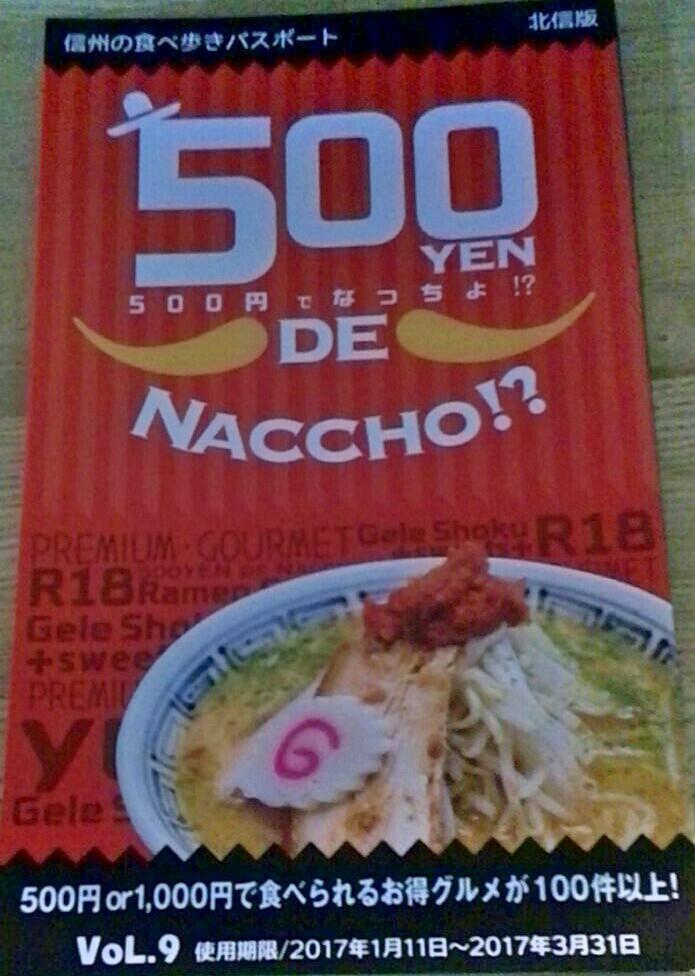 信州の食べ歩きパスポート
北信版
500
YEN
500円でなっちょ!?
DE
NACCHO!?
PREMIUM・GOURMET Gele Shoku
R18
R18 Ramen
Gele Sho
+sweet
PREMIU
Gele S
500円or1,000円で食べられるお得グルメが100件以上!
VoL.9 使用期限/2017年1月11日～2017年3月31日